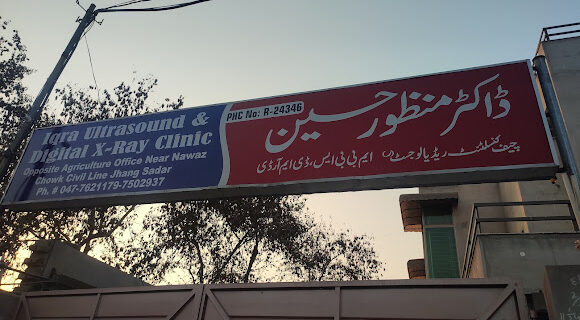 Iqra Ultrasound &
Digital X-Ray Clinic
Opposite Agriculture Office Near Nawaz
Chowk Civil Line Jhang Sadar
Ph. # 047-7621179-7502937
PHC No: R-24346
ڈاکٹر منظور حسین
چیف کنسلٹنٹ ریڈیالوجسٹ (ر) ایم بی بی ایس، ڈی ایم آر ڈی